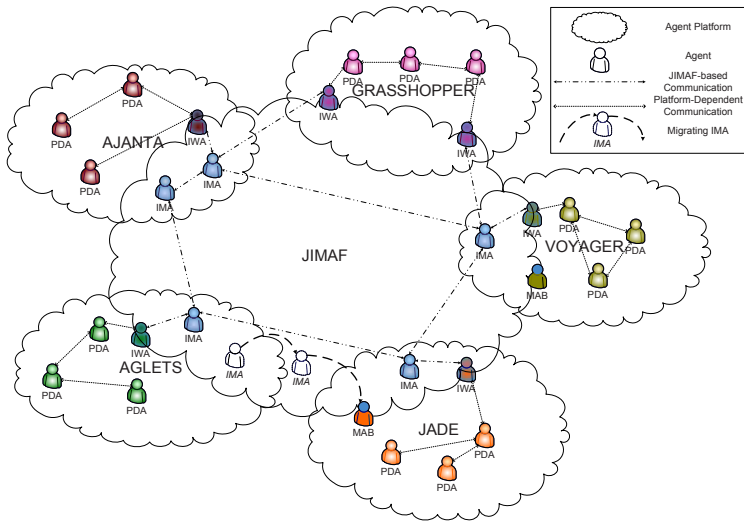 Agent Platform
Agent
JIMAF-based
Communication
Platform-Dependent
Communication
IMA
Migrating IMA
PDA
PDA
PDA
GRASSHOPPER
IWA
IWA
PDA
PDA
AJANTA
IWA
PDA
IMA
IMA
JIMAF
IMA
IWA
PDA
VOYAGER
PDA
MAB
PDA
IMA
PDA
IWA
AGLETS
PDA
PDA
IMA
IMA
IMA
IWA
MAB
JADE
PDA
PDA
PDA